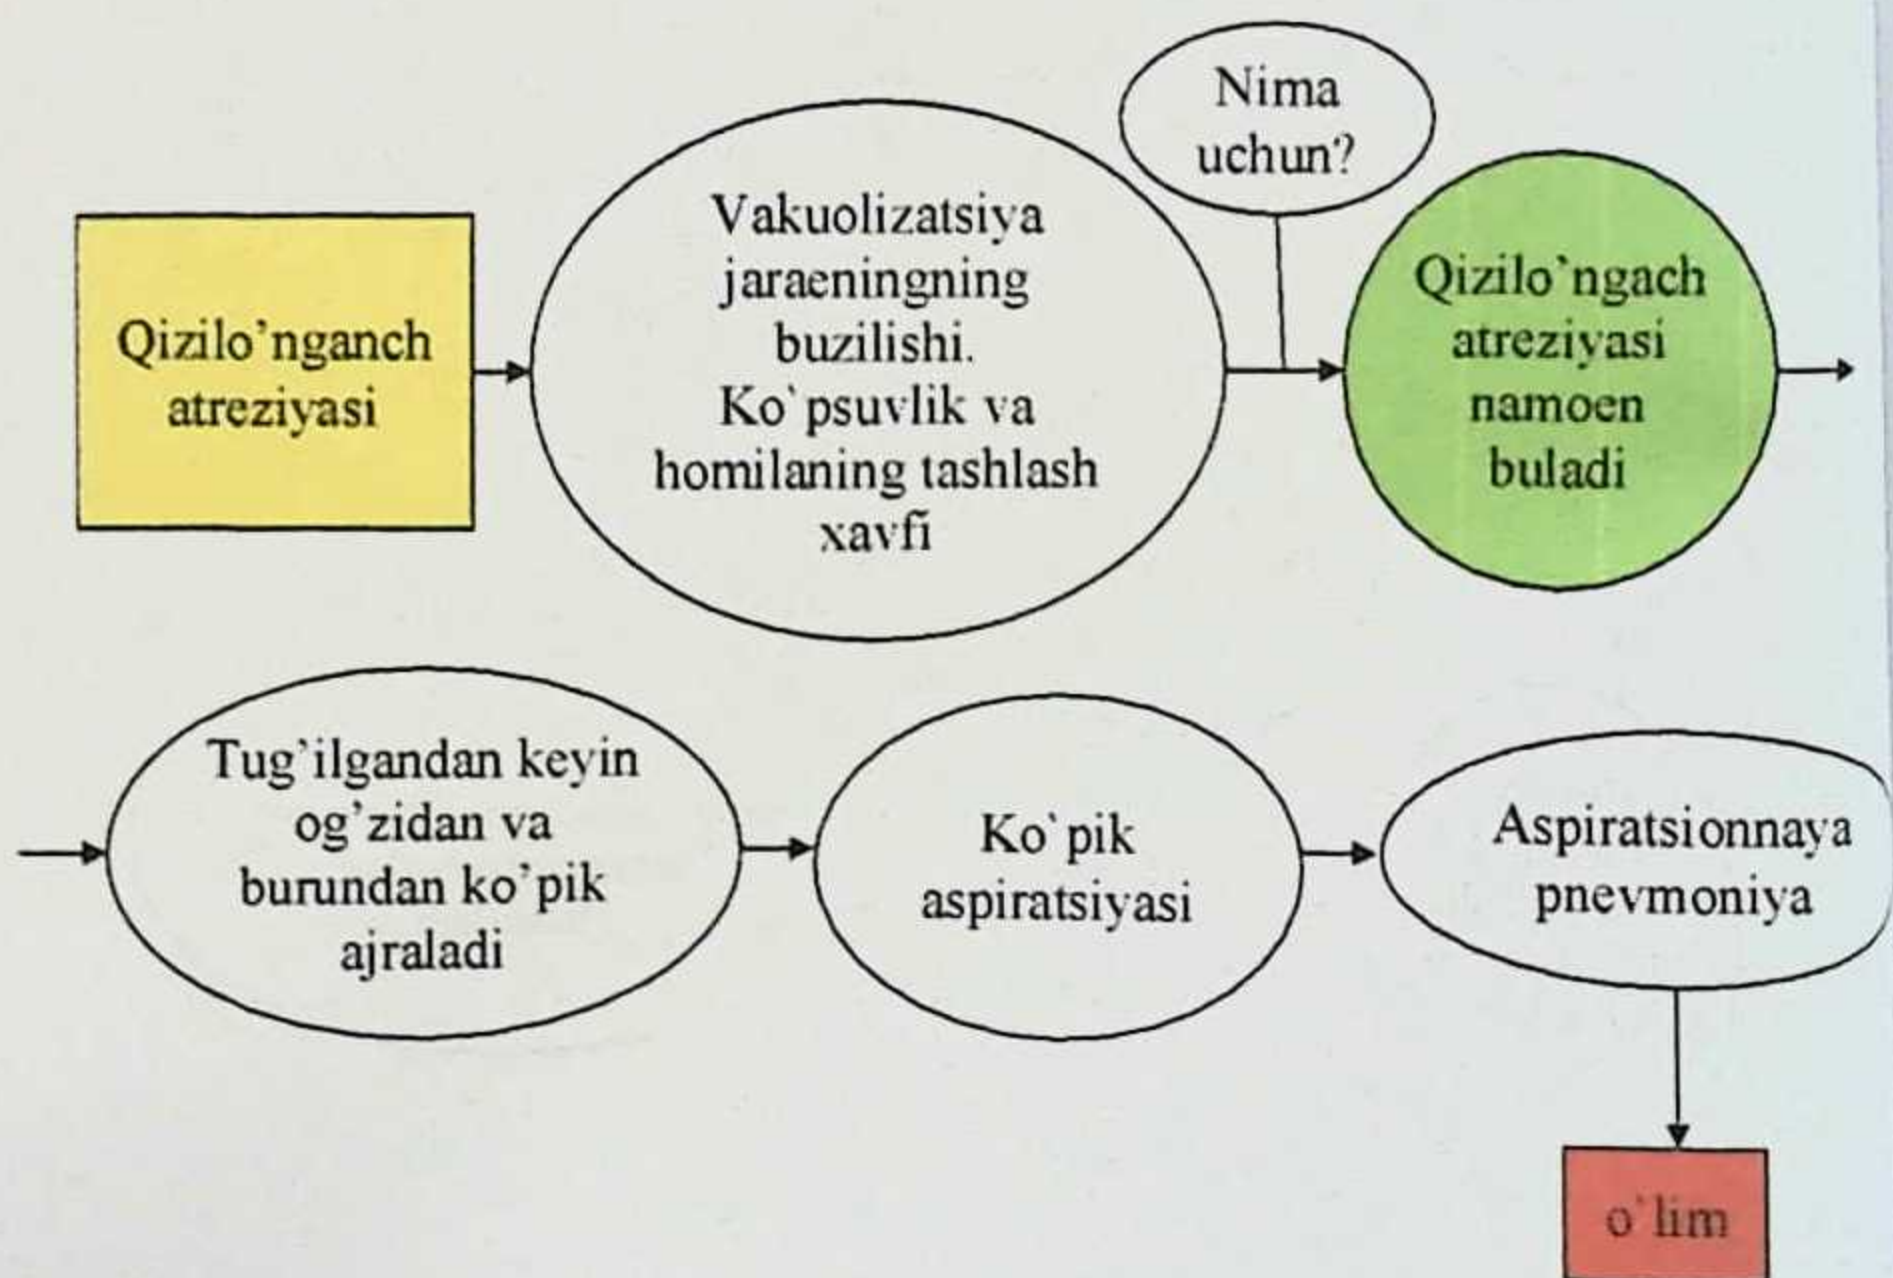 Nima
uchun?
Qizilo’nganch
atreziyasi
Vakuolizatsiya
jaraeningning
buzilishi.
Ko`psuvlik va
homilaning tashlash
xavfi
Qizilo’ngach
atreziyasi
namoen
buladi
Tug’ilgandan keyin
og’zidan va
burundan ko’pik
ajraladi
Ko`pik
aspiratsiyasi
Aspiratsionnaya
pnevmoniya
o`lim